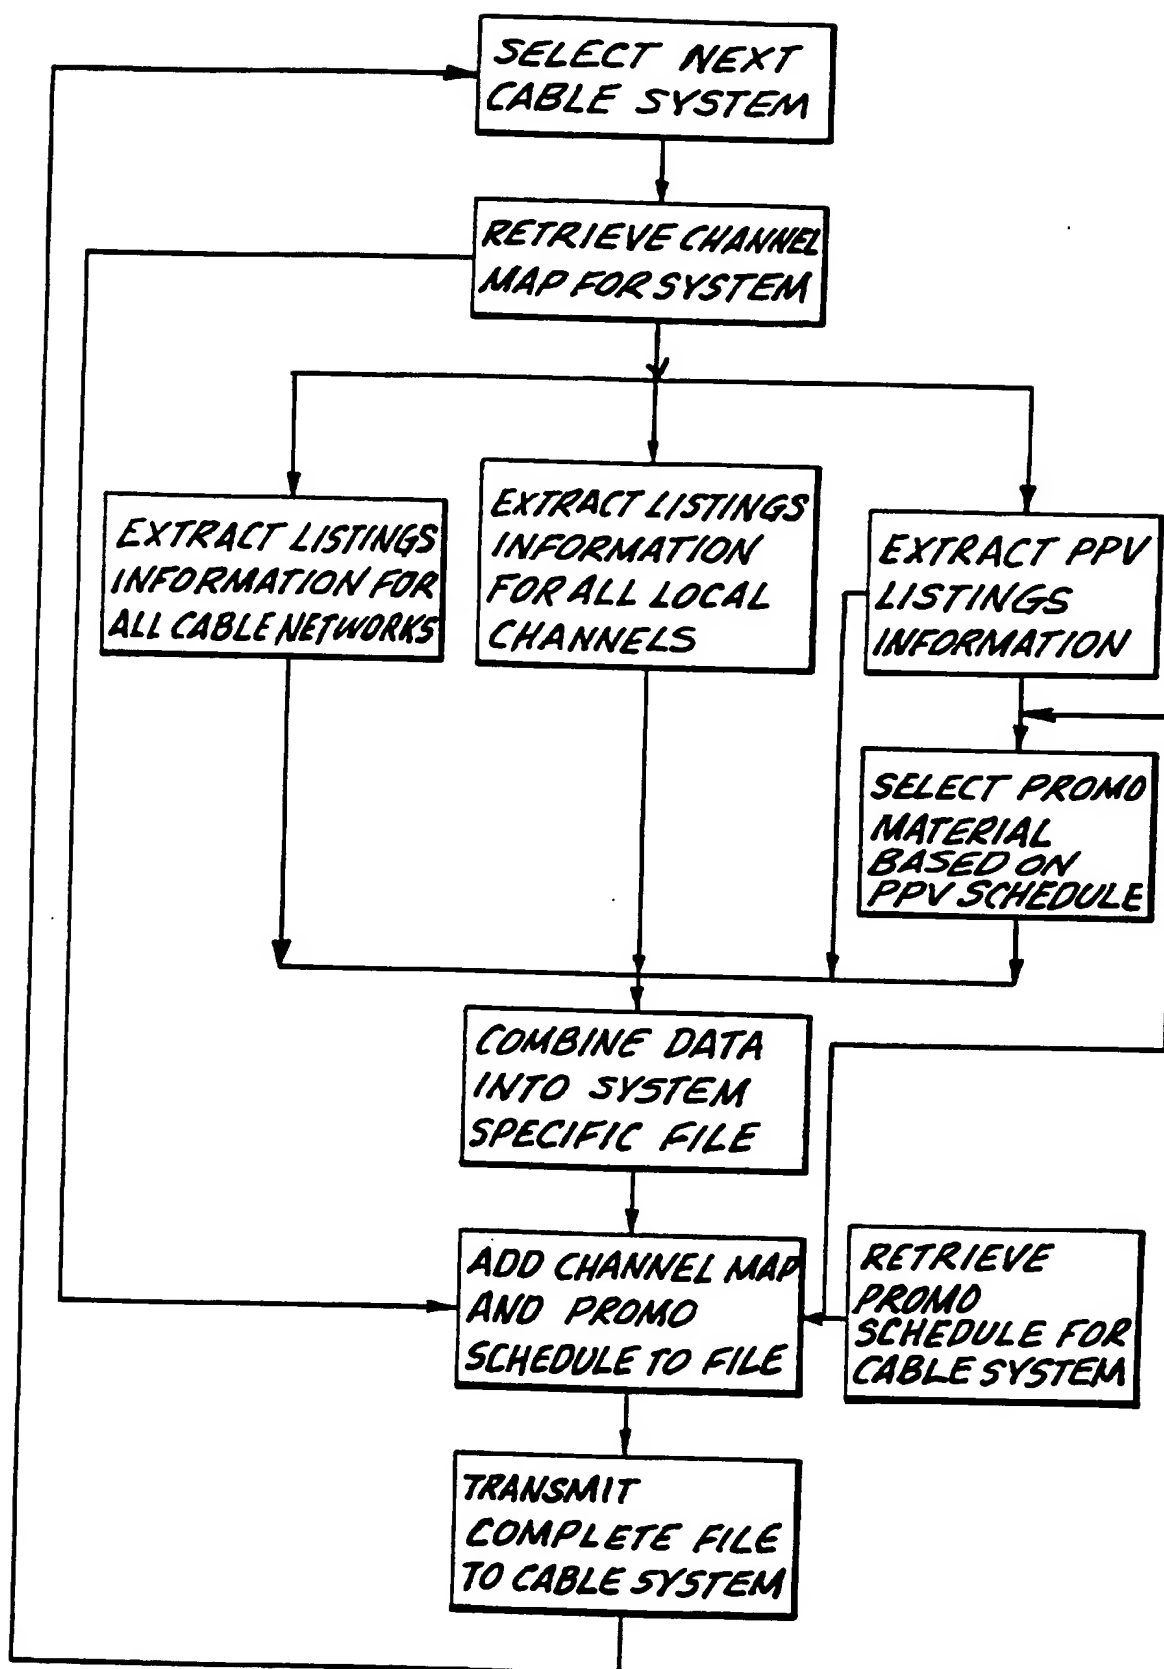 SELECT NEXT
CABLE SYSTEM
RETRIEVE CHANNEL
MAP FOR SYSTEM
EXTRACT LISTINGS
INFORMATION FOR
ALL CABLE NETWORKS
EXTRACT LISTINGS
INFORMATION
FOR ALL LOCAL
CHANNELS
EXTRACT PPV
LISTINGS
INFORMATION
SELECT PROMO
MATERIAL
BASED ON
PPV SCHEDULE
COMBINE DATA
INTO SYSTEM
SPECIFIC FILE
ADD CHANNEL MAP
AND PROMO
SCHEDULE TO FILE
RETRIEVE
PROMO
SCHEDULE FOR
CABLE SYSTEM
TRANSMIT
COMPLETE FILE
TO CABLE SYSTEM